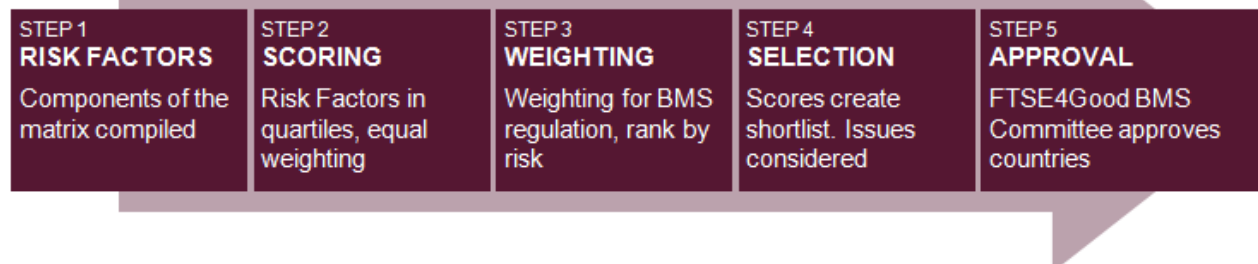 STEP 1
RISK FACTORS
Components of the
matrix compiled
STEP 2
SCORING
Risk Factors in
quartiles, equal
weighting
STEP 3
WEIGHTING
Weighting for BMS
regulation, rank by
risk
STEP 4
SELECTION
Scores create
shortlist. Issues
considered
STEP 5
APPROVAL
FTSE4Good BMS
Committee approves
countries